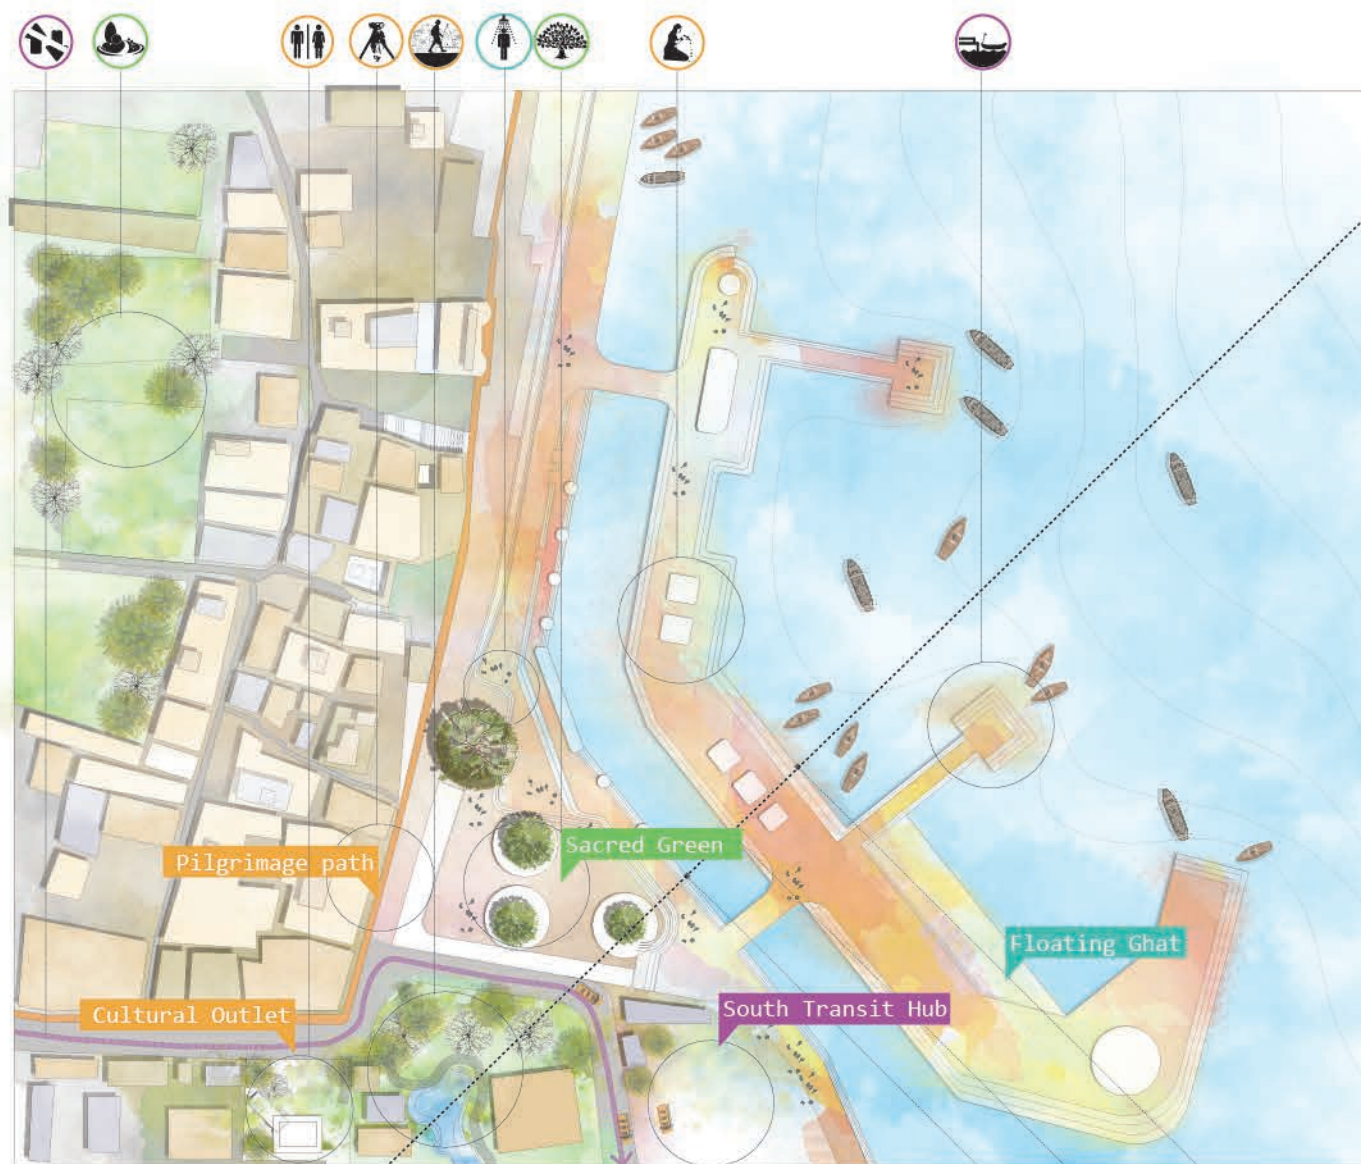 Sacred Green
Pilgrimage path
Floating Ghat
Cultural Outlet
South Transit Hub